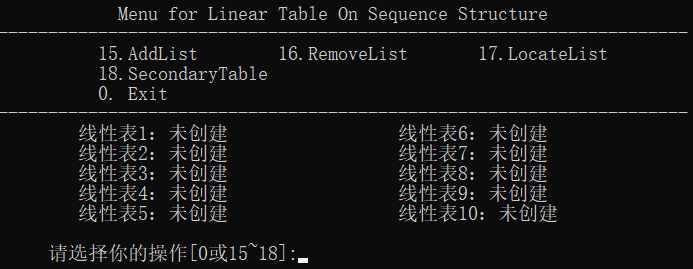 Menu for Linear Table On Sequence Structure
15.AddList 16.RemoveList 17.LocateList
18.SecondaryTable
0. Exit
线性表1：未创建 线性表6：未创建
线性表2：未创建 线性表7：未创建
线性表3：未创建 线性表8：未创建
线性表4：未创建 线性表9：未创建
线性表5：未创建 线性表10：未创建
请选择你的操作[0或15~18]: